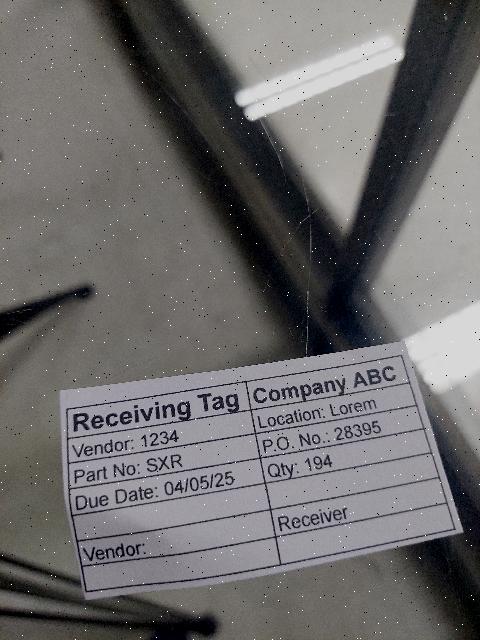 Receiving Tag Company ABC
Vendor: 1234 Location: Lorem
Part No: SXR P.O. No.: 28395
Due Date: 04/05/25 Qty: 194
Receiver
Vendor: